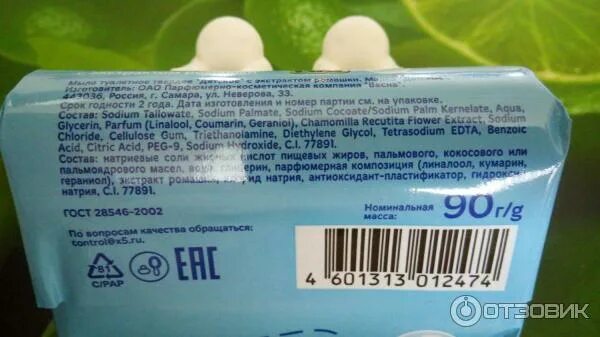 Мыло туалетное твердое "Детское" с экстрактом ромашки.
Изготовитель: ОАО Парфюмерно-косметическая компания "Весна"
443036, Россия, г. Самара, ул. Неверова, 33.
Срок годности 2 года. Дата изготовления и номер партии см. на упаковке.
Состав: Sodium Tallowate, Sodium Palmate, Sodium Cocoate/Sodium Palm Kernelate, Aqua,
Glycerin, Parfum (Linalool, Coumarin, Geraniol), Chamomilla Recutita Flower Extract, Sodium
Chloride, Cellulose Gum, Triethanolamine, Diethylene Glycol, Tetrasodium EDTA, Benzoic
Acid, Citric Acid, PEG-9, Sodium Hydroxide, C.I. 77891.
Состав: натриевые соли жирных кислот пищевых жиров, пальмового, кокосового или
пальмоядрового масел, вода, глицерин, парфюмерная композиция (линалоол, кумарин,
гераниол), экстракт ромашки, хлорид натрия, антиоксидант-пластификатор, гидроксид
натрия, C.I. 77891.
ГОСТ 28546-2002
Номинальная масса: 90 г/g
По вопросам качества обращаться:
tontrol@x5.ru.
81
C/PAP
EAC
4 601313 012474
ОТЗОВИК